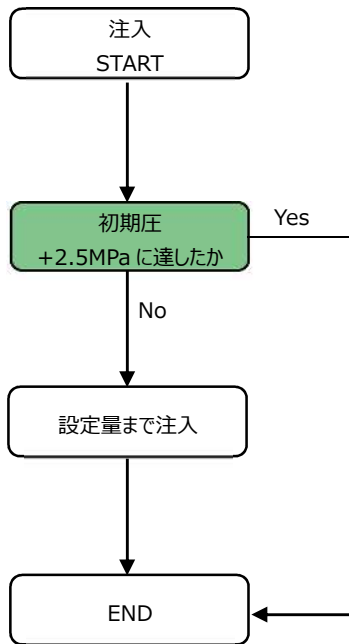 注入
START
初期圧
+2.5MPa に達したか
Yes
No
設定量まで注入
END